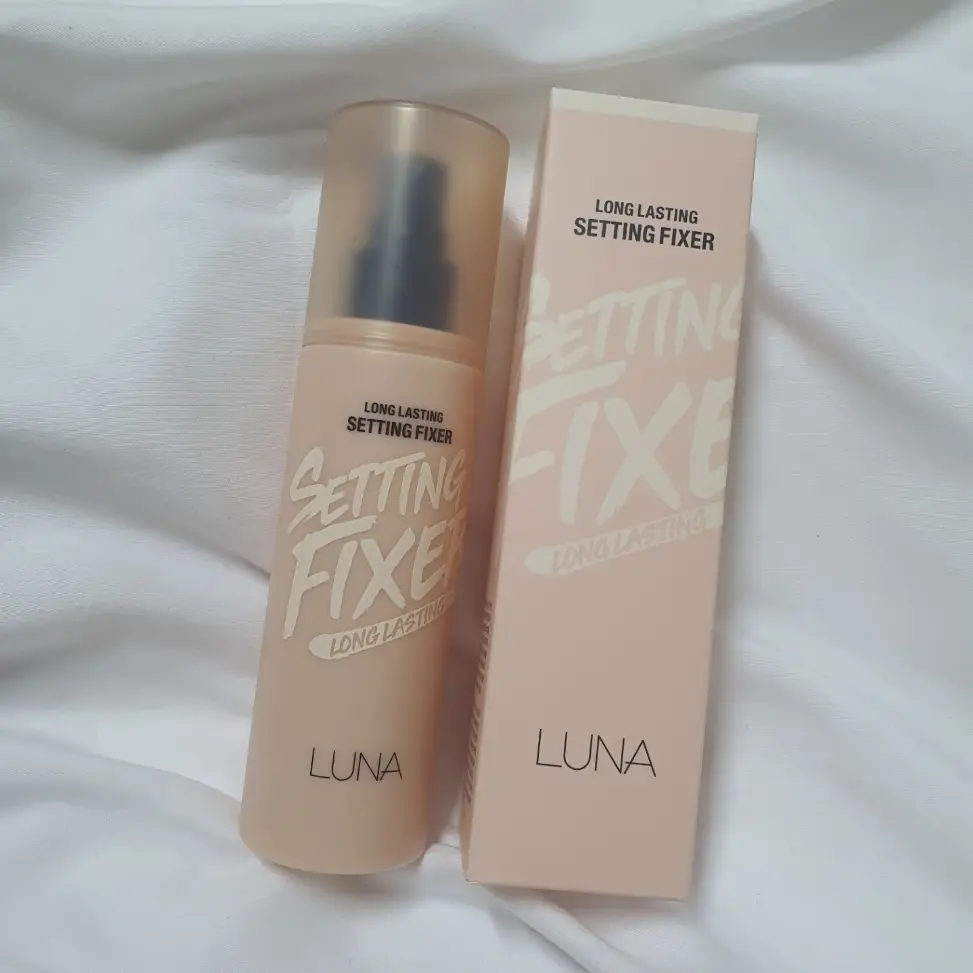 LONG LASTING
SETTING FIXER
SETTING
FIXER
LONG LASTING
LUNA
LONG LASTING
SETTING FIXER
SETTING
FIXE
LONG LASTING
LUNA